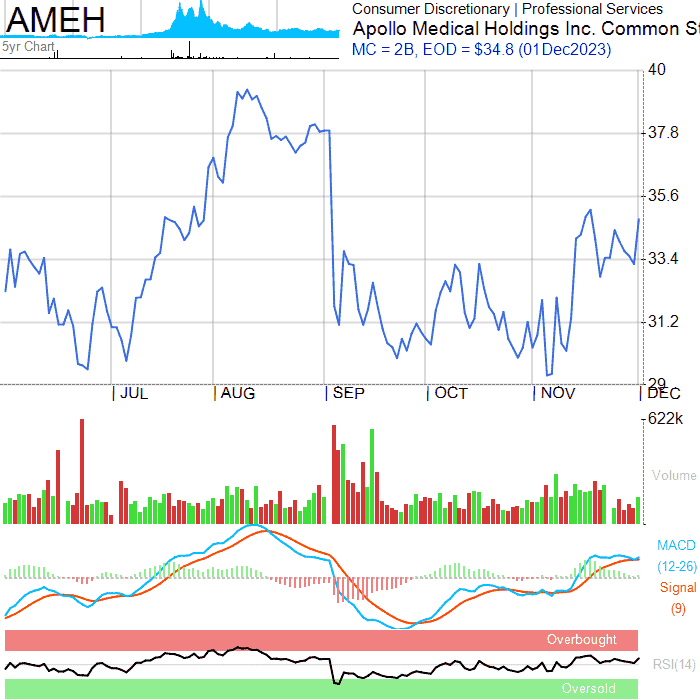 AMEH
5yr Chart
Consumer Discretionary | Professional Services
Apollo Medical Holdings Inc. Common St
MC = 2B, EOD = $34.8 (01Dec2023)
40
37.8
35.6
33.4
31.2
29
JUL
AUG
SEP
OCT
NOV
DEC
622k
Volume
MACD
(12-26)
Signal
(9)
Overbought
RSI(14)
Oversold